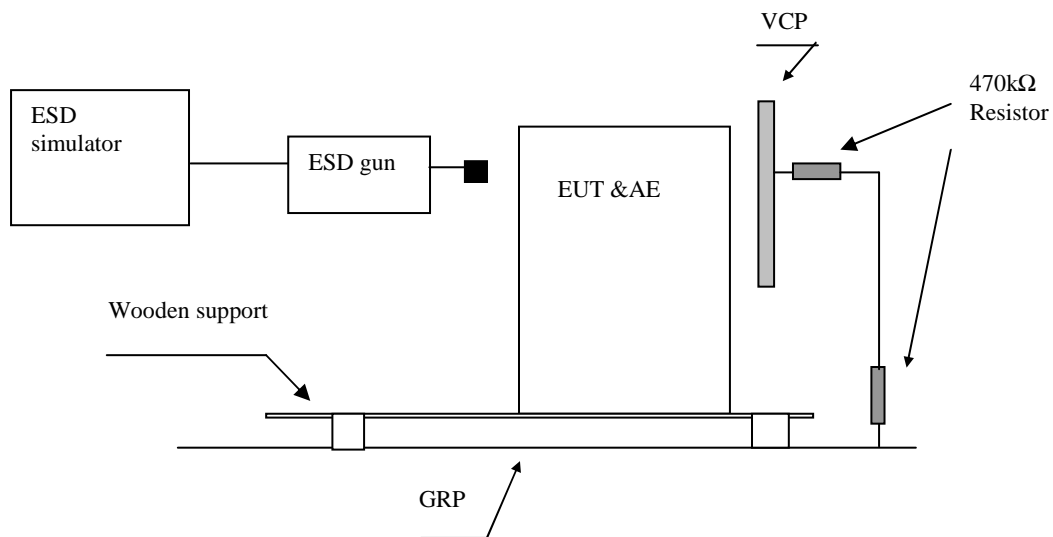 VCP
470kΩ
Resistor
ESD
simulator
ESD gun
EUT &AE
Wooden support
GRP